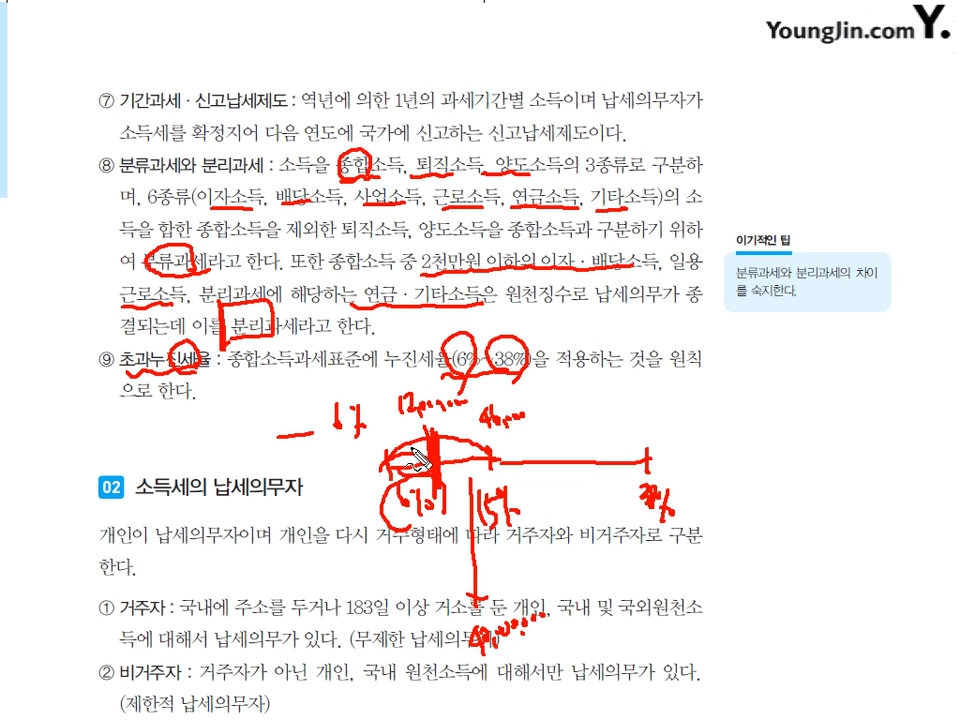 YoungJin.com Y.
⑦ 기간과세 · 신고납세제도 : 역년에 의한 1년의 과세기간별 소득이며 납세의무자가
소득세를 확정지어 다음 연도에 국가에 신고하는 신고납세제도이다.
⑧ 분류과세와 분리과세 : 소득을 종합소득, 퇴직소득, 양도소득의 3종류로 구분하
며, 6종류(이자소득, 배당소득, 사업소득, 근로소득, 연금소득, 기타소득)의 소
득을 합한 종합소득을 제외한 퇴직소득, 양도소득을 종합소득과 구분하기 위하
여 분류과세라고 한다. 또한 종합소득 중 2천만원 이하의 이자 · 배당소득, 일용
근로소득, 분리과세에 해당하는 연금 · 기타소득은 원천징수로 납세의무가 종
결되는데 이를 분리과세라고 한다.
이기적인 팁
분류과세와 분리과세의 차이
를 숙지한다.
⑨ 초과누진세율 : 종합소득과세표준에 누진세율(6%~38%)을 적용하는 것을 원칙
으로 한다.
6%
6%
15%
02 소득세의 납세의무자
개인이 납세의무자이며 개인을 다시 거주형태에 따라 거주자와 비거주자로 구분
한다.
① 거주자 : 국내에 주소를 두거나 183일 이상 거소를 둔 개인, 국내 및 국외원천소
득에 대해서 납세의무가 있다. (무제한 납세의무자)
② 비거주자 : 거주자가 아닌 개인, 국내 원천소득에 대해서만 납세의무가 있다.
(제한적 납세의무자)